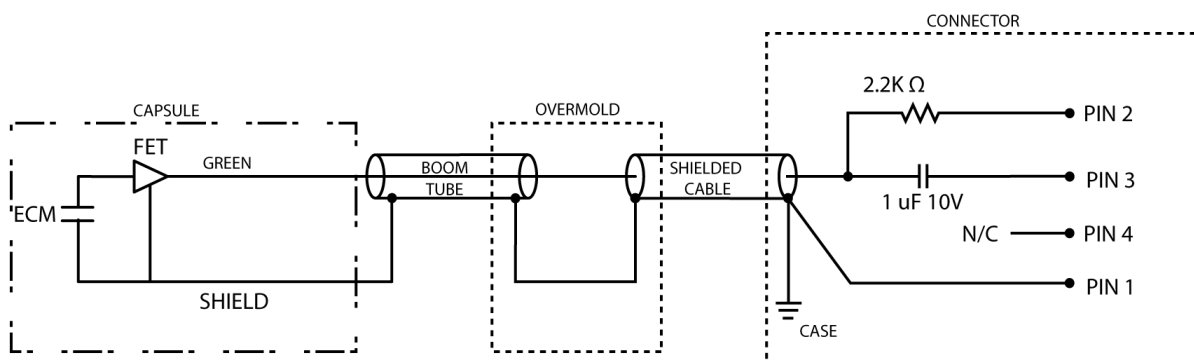 CONNECTOR
2.2K Ω
CAPSULE
OVERMOLD
PIN 2
FET
GREEN
BOOM
TUBE
SHIELDED
CABLE
PIN 3
1 uF 10V
ECM
N/C
PIN 4
PIN 1
SHIELD
CASE